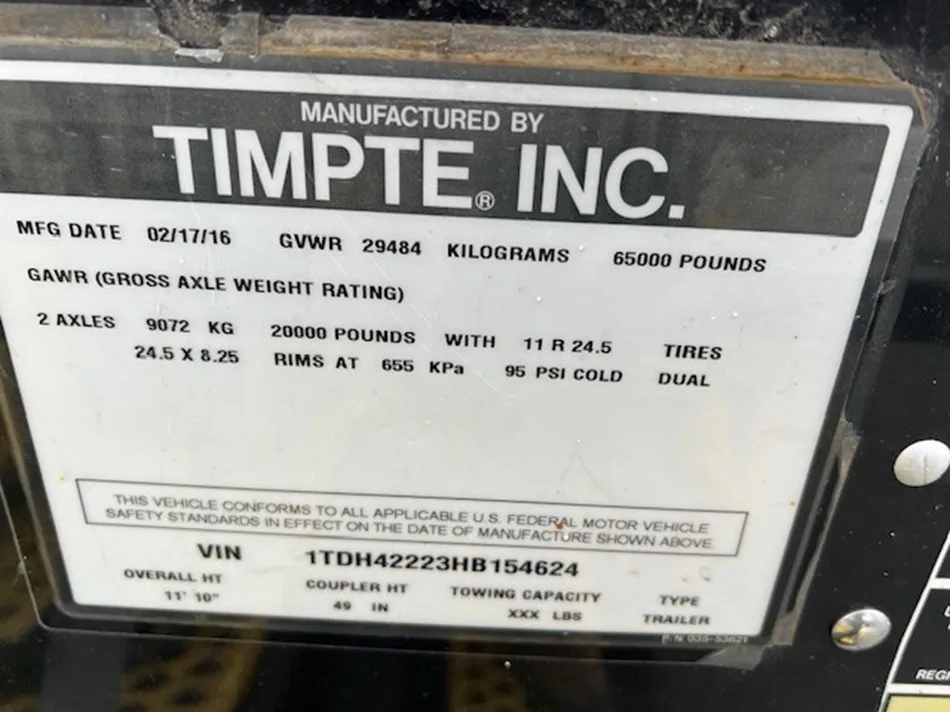 MANUFACTURED BY
TIMPTE® INC.
MFG DATE 02/17/16 GVWR 29484 KILOGRAMS 65000 POUNDS
GAWR (GROSS AXLE WEIGHT RATING)
2 AXLES 9072 KG 20000 POUNDS WITH 11 R 24.5 TIRES
24.5 X 8.25 RIMS AT 655 KPa 95 PSI COLD DUAL
THIS VEHICLE CONFORMS TO ALL APPLICABLE U.S. FEDERAL MOTOR VEHICLE
SAFETY STANDARDS IN EFFECT ON THE DATE OF MANUFACTURE SHOWN ABOVE.
VIN 1TDH42223HB154624
OVERALL HT COUPLER HT TOWING CAPACITY TYPE
11' 10" 49 IN XXX LBS TRAILER
P/N 035-53621